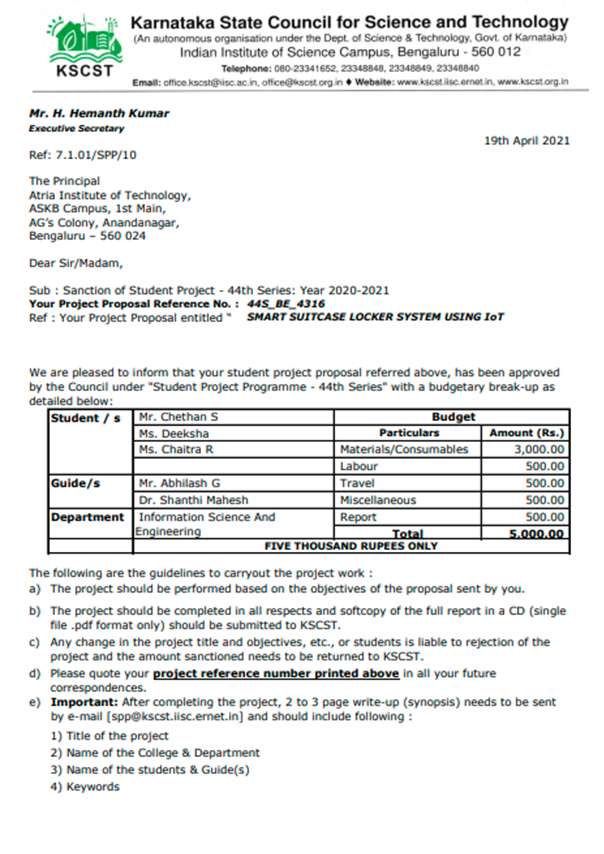 Karnataka State Council for Science and Technology
(An autonomous organisation under the Dept. of Science & Technology, Govt. of Karnataka)
Indian Institute of Science Campus, Bengaluru - 560 012
Telephone: 080-23341652, 23348848, 23348849, 23348840
Email: office.kscst@iisc.ac.in, office@kscst.org.in ♦ Website: www.kscst.iisc.ernet.in, www.kscst.org.in
KSCST
Mr. H. Hemanth Kumar
Executive Secretary
19th April 2021
Ref: 7.1.01/SPP/10
The Principal
Atria Institute of Technology,
ASKB Campus, 1st Main,
AG's Colony, Anandanagar,
Bengaluru – 560 024
Dear Sir/Madam,
Sub : Sanction of Student Project - 44th Series: Year 2020-2021
Your Project Proposal Reference No. : 44S_BE_4316
Ref : Your Project Proposal entitled " SMART SUITCASE LOCKER SYSTEM USING IoT
We are pleased to inform that your student project proposal referred above, has been approved
by the Council under "Student Project Programme - 44th Series" with a budgetary break-up as
detailed below:
Student / s Mr. Chethan S Budget
Ms. Deeksha Particulars Amount (Rs.)
Ms. Chaitra R Materials/Consumables 3,000.00
Labour 500.00
Guide/s Mr. Abhilash G Travel 500.00
Dr. Shanthi Mahesh Miscellaneous 500.00
Department Information Science And Report 500.00
Engineering Total 5,000.00
FIVE THOUSAND RUPEES ONLY
The following are the guidelines to carryout the project work :
a) The project should be performed based on the objectives of the proposal sent by you.
b) The project should be completed in all respects and softcopy of the full report in a CD (single
file .pdf format only) should be submitted to KSCST.
c) Any change in the project title and objectives, etc., or students is liable to rejection of the
project and the amount sanctioned needs to be returned to KSCST.
d) Please quote your project reference number printed above in all your future
correspondences.
e) Important: After completing the project, 2 to 3 page write-up (synopsis) needs to be sent
by e-mail [spp@kscst.iisc.ernet.in] and should include following :
1) Title of the project
2) Name of the College & Department
3) Name of the students & Guide(s)
4) Keywords